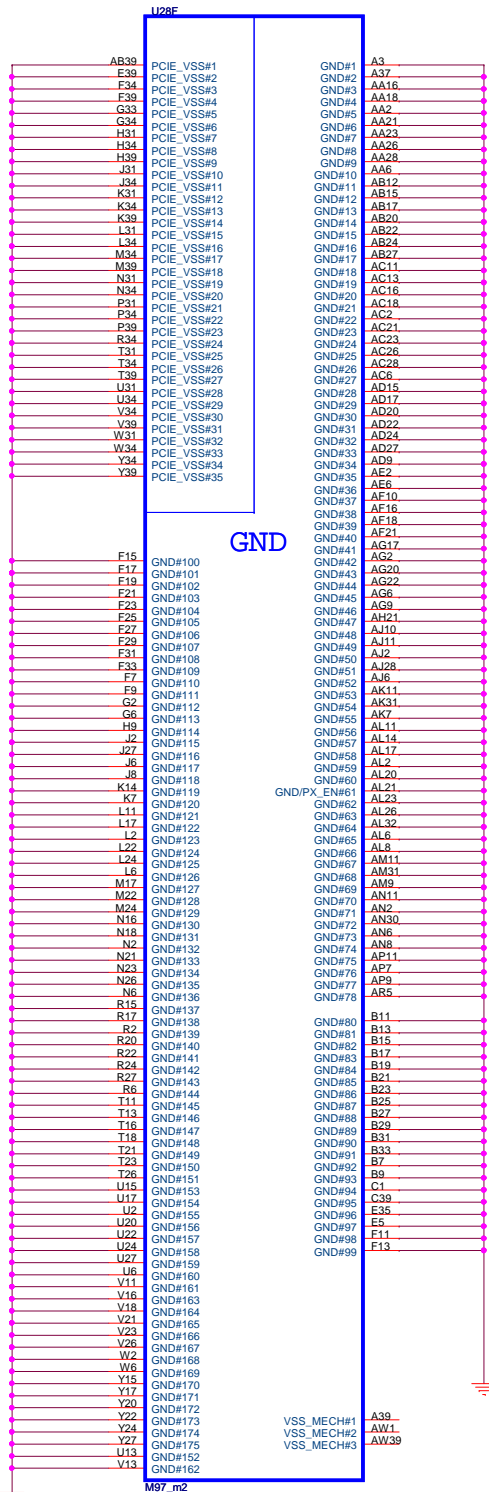 U28F
AB39 PCIE_VSS#1
E39 PCIE_VSS#2
F34 PCIE_VSS#3
F39 PCIE_VSS#4
G33 PCIE_VSS#5
G34 PCIE_VSS#6
H31 PCIE_VSS#7
H34 PCIE_VSS#8
H39 PCIE_VSS#9
J31 PCIE_VSS#10
J34 PCIE_VSS#11
K31 PCIE_VSS#12
K34 PCIE_VSS#13
K39 PCIE_VSS#14
L31 PCIE_VSS#15
L34 PCIE_VSS#16
M34 PCIE_VSS#17
M39 PCIE_VSS#18
N31 PCIE_VSS#19
N34 PCIE_VSS#20
P31 PCIE_VSS#21
P34 PCIE_VSS#22
P39 PCIE_VSS#23
R34 PCIE_VSS#24
T31 PCIE_VSS#25
T34 PCIE_VSS#26
T39 PCIE_VSS#27
U31 PCIE_VSS#28
U34 PCIE_VSS#29
V34 PCIE_VSS#30
V39 PCIE_VSS#31
W31 PCIE_VSS#32
W34 PCIE_VSS#33
Y34 PCIE_VSS#34
Y39 PCIE_VSS#35
GND
F15 GND#100
F17 GND#101
F19 GND#102
F21 GND#103
F23 GND#104
F25 GND#105
F27 GND#106
F29 GND#107
F31 GND#108
F33 GND#109
F7 GND#110
F9 GND#111
G2 GND#112
G6 GND#113
H9 GND#114
J2 GND#115
J27 GND#116
J6 GND#117
J8 GND#118
K14 GND#119
K7 GND#120
L11 GND#121
L17 GND#122
L2 GND#123
L22 GND#124
L24 GND#125
L6 GND#126
M17 GND#127
M22 GND#128
M24 GND#129
N16 GND#130
N18 GND#131
N2 GND#132
N21 GND#133
N23 GND#134
N26 GND#135
N6 GND#136
R15 GND#137
R17 GND#138
R2 GND#139
R20 GND#140
R22 GND#141
R24 GND#142
R27 GND#143
R6 GND#144
T11 GND#145
T13 GND#146
T16 GND#147
T18 GND#148
T21 GND#149
T23 GND#150
T26 GND#151
U15 GND#153
U17 GND#154
U2 GND#155
U20 GND#156
U22 GND#157
U24 GND#158
U27 GND#159
U6 GND#160
V11 GND#161
V16 GND#163
V18 GND#164
V21 GND#165
V23 GND#166
V26 GND#167
W2 GND#168
W6 GND#169
Y15 GND#170
Y17 GND#171
Y20 GND#172
Y22 GND#173
Y24 GND#174
Y27 GND#175
U13 GND#152
V13 GND#162
GND#1 A3
GND#2 A37
GND#3 AA16
GND#4 AA18
GND#5 AA2
GND#6 AA21
GND#7 AA23
GND#8 AA26
GND#9 AA28
GND#10 AA6
GND#11 AB12
GND#12 AB15
GND#13 AB17
GND#14 AB20
GND#15 AB22
GND#16 AB24
GND#17 AB27
GND#18 AC11
GND#19 AC13
GND#20 AC16
GND#21 AC18
GND#22 AC2
GND#23 AC21
GND#24 AC23
GND#25 AC26
GND#26 AC28
GND#27 AC6
GND#28 AD15
GND#29 AD17
GND#30 AD20
GND#31 AD22
GND#32 AD24
GND#33 AD27
GND#34 AD9
GND#35 AE2
GND#36 AE6
GND#37 AF10
GND#38 AF16
GND#39 AF18
GND#40 AF21
GND#41 AG17
GND#42 AG2
GND#43 AG20
GND#44 AG22
GND#45 AG6
GND#46 AG9
GND#47 AH21
GND#48 AJ10
GND#49 AJ11
GND#50 AJ2
GND#51 AJ28
GND#52 AJ6
GND#53 AK11
GND#54 AK31
GND#55 AK7
GND#56 AL11
GND#57 AL14
GND#58 AL17
GND#59 AL2
GND#60 AL20
GND/PX_EN#61 AL21
GND#62 AL23
GND#63 AL26
GND#64 AL32
GND#65 AL6
GND#66 AL8
GND#67 AM11
GND#68 AM31
GND#69 AM9
GND#70 AN11
GND#71 AN2
GND#72 AN30
GND#73 AN6
GND#74 AN8
GND#75 AP11
GND#76 AP7
GND#77 AP9
GND#78 AR5
GND#80 B11
GND#81 B13
GND#82 B15
GND#83 B17
GND#84 B19
GND#85 B21
GND#86 B23
GND#87 B25
GND#88 B27
GND#89 B29
GND#90 B31
GND#91 B33
GND#92 B7
GND#93 B9
GND#94 C1
GND#95 C39
GND#96 E35
GND#97 E5
GND#98 F11
GND#99 F13
VSS_MECH#1 A39
VSS_MECH#2 AW1
VSS_MECH#3 AW39
M97_m2